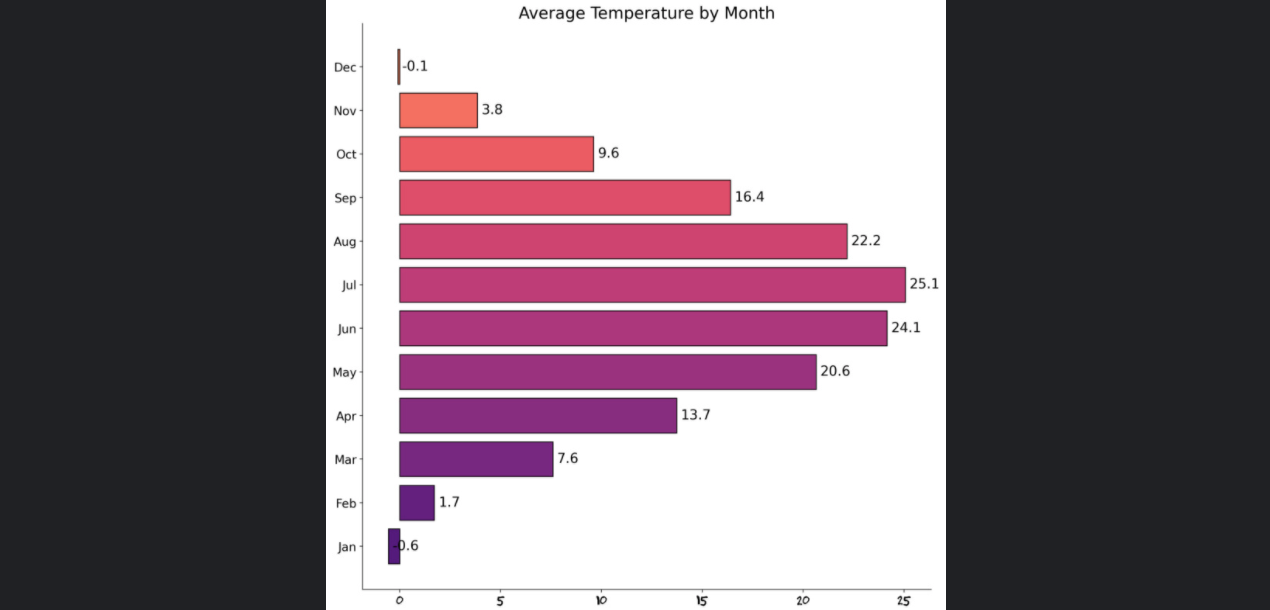 Average Temperature by Month
Dec -0.1
Nov 3.8
Oct 9.6
Sep 16.4
Aug 22.2
Jul 25.1
Jun 24.1
May 20.6
Apr 13.7
Mar 7.6
Feb 1.7
Jan -0.6
0 5 10 15 20 25